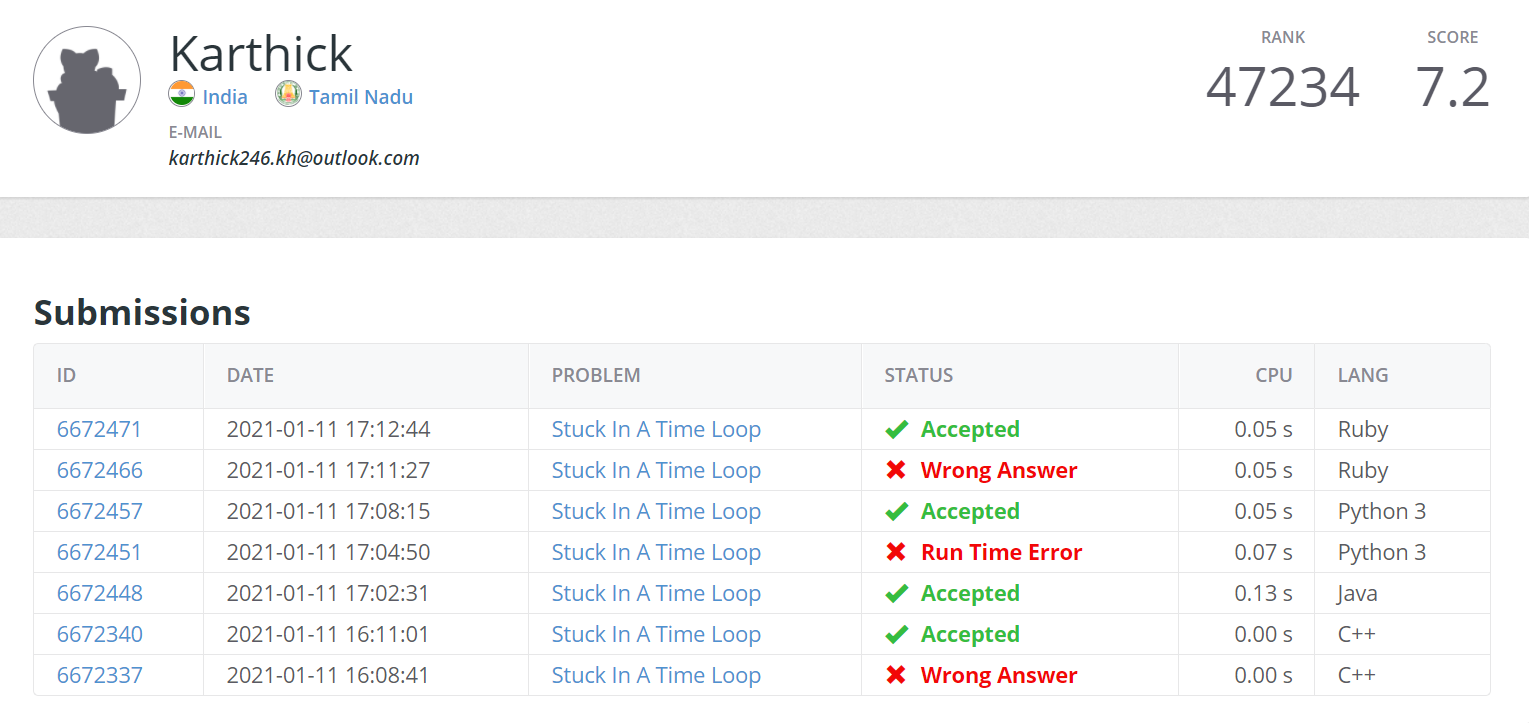 Karthick
India Tamil Nadu
E-MAIL
karthick246.kh@outlook.com
RANK SCORE
47234 7.2
Submissions
ID DATE PROBLEM STATUS CPU LANG
6672471 2021-01-11 17:12:44 Stuck In A Time Loop Accepted 0.05 s Ruby
6672466 2021-01-11 17:11:27 Stuck In A Time Loop Wrong Answer 0.05 s Ruby
6672457 2021-01-11 17:08:15 Stuck In A Time Loop Accepted 0.05 s Python 3
6672451 2021-01-11 17:04:50 Stuck In A Time Loop Run Time Error 0.07 s Python 3
6672448 2021-01-11 17:02:31 Stuck In A Time Loop Accepted 0.13 s Java
6672340 2021-01-11 16:11:01 Stuck In A Time Loop Accepted 0.00 s C++
6672337 2021-01-11 16:08:41 Stuck In A Time Loop Wrong Answer 0.00 s C++